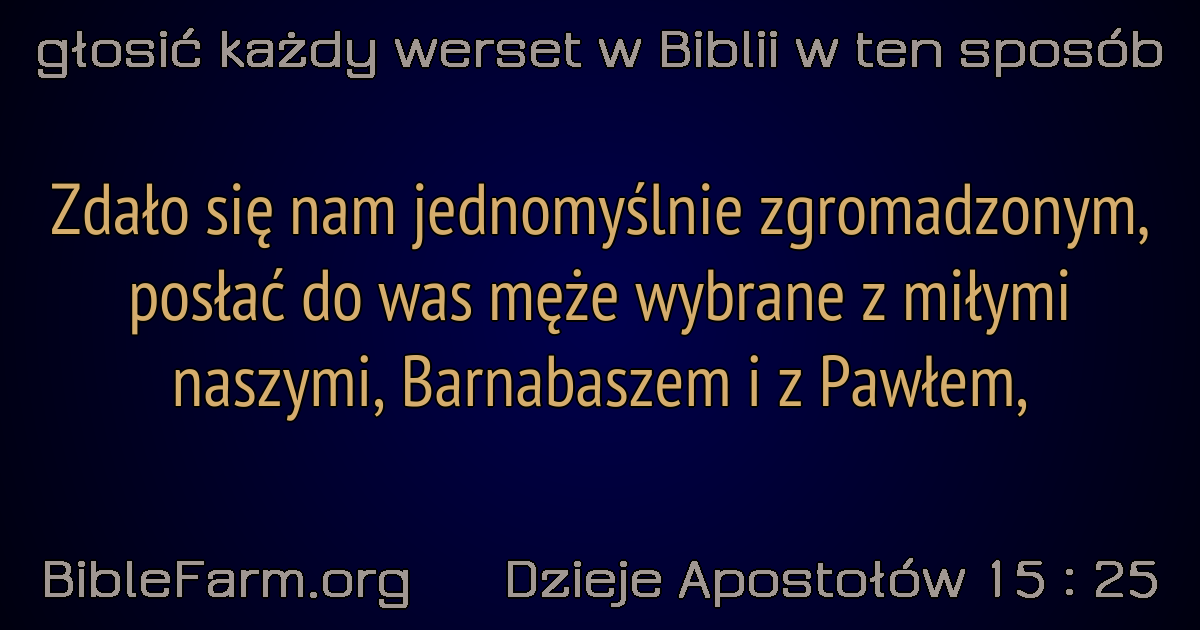 głosić każdy werset w Biblii w ten sposób
Zdało się nam jednomyślnie zgromadzonym,
posłać do was męże wybrane z miłymi
naszymi, Barnabaszem i z Pawłem,
BibleFarm.org Dzieje Apostołów 15 : 25